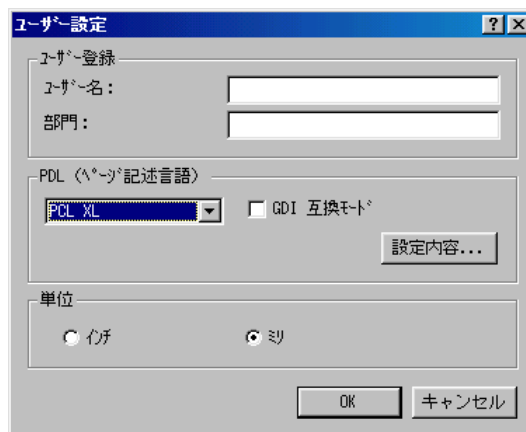 ユーザー設定
ﾕｰｻﾞｰ登録
ﾕｰｻﾞｰ名：
部門：
PDL（ﾍﾟｰｼﾞ記述言語）
PCL XL
GDI 互換ﾓｰﾄﾞ
設定内容...
単位
ｲﾝﾁ
ﾐﾘ
OK
キャンセル